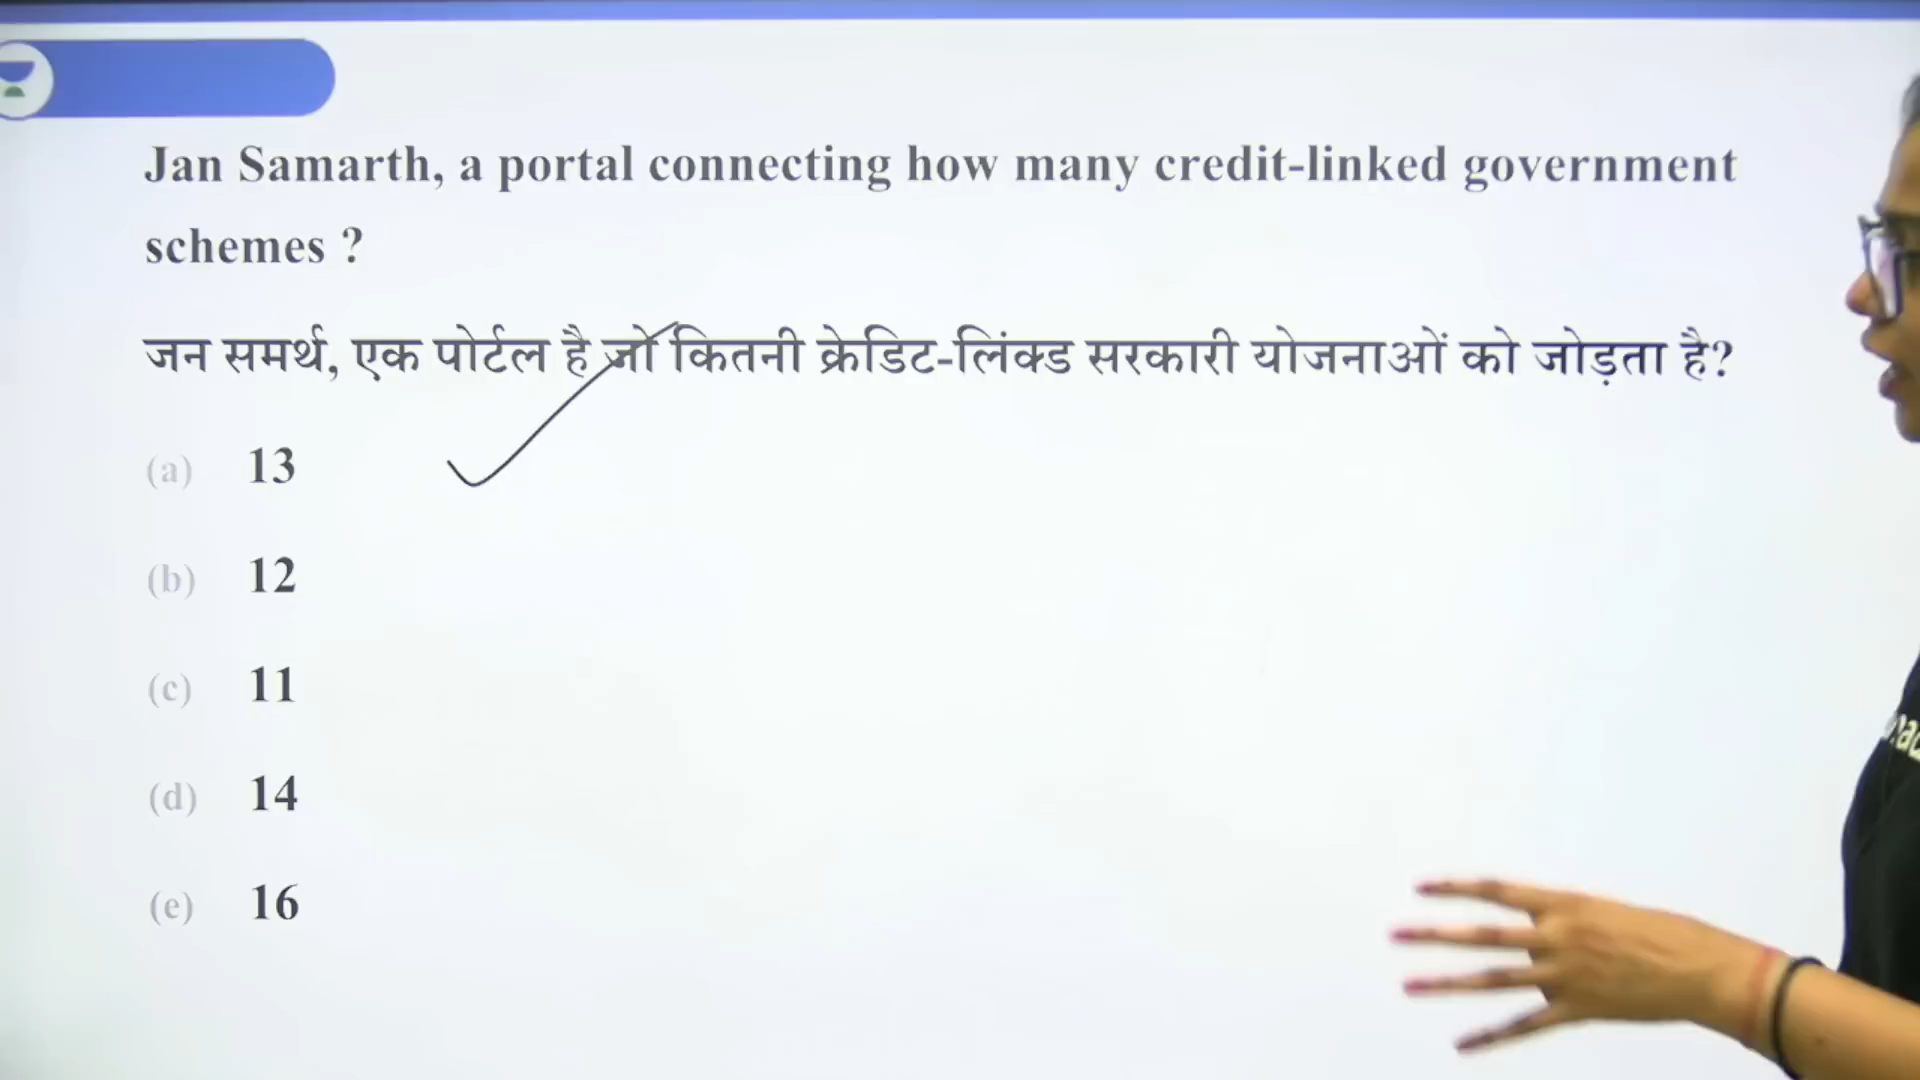 Jan Samarth, a portal connecting how many credit-linked government
schemes ?
जन समर्थ, एक पोर्टल है जो कितनी क्रेडिट-लिंक्ड सरकारी योजनाओं को जोड़ता है?
(a) 13
(b) 12
(c) 11
(d) 14
(e) 16